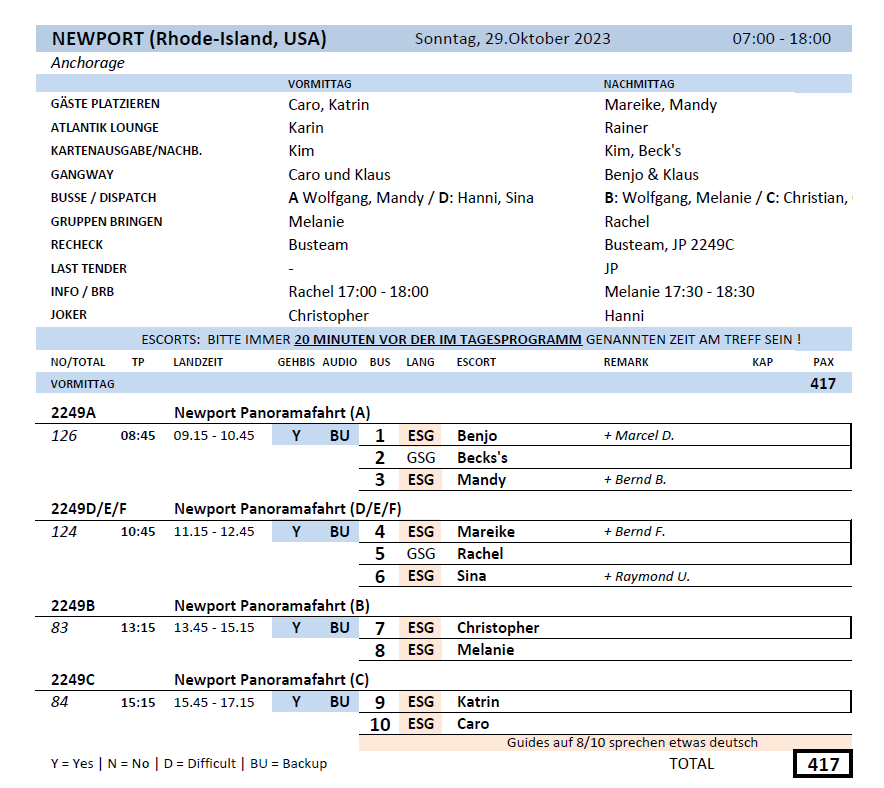 NEWPORT (Rhode-Island, USA) Sonntag, 29.Oktober 2023 07:00 - 18:00
Anchorage
VORMITTAG NACHMITTAG
GÄSTE PLATZIEREN Caro, Katrin Mareike, Mandy
ATLANTIK LOUNGE Karin Rainer
KARTENAUSGABE/NACHB. Kim Kim, Beck's
GANGWAY Caro und Klaus Benjo & Klaus
BUSSE / DISPATCH A Wolfgang, Mandy / D: Hanni, Sina B: Wolfgang, Melanie / C: Christian,
GRUPPEN BRINGEN Melanie Rachel
RECHECK Busteam Busteam, JP 2249C
LAST TENDER - JP
INFO / BRB Rachel 17:00 - 18:00 Melanie 17:30 - 18:30
JOKER Christopher Hanni
ESCORTS: BITTE IMMER 20 MINUTEN VOR DER IM TAGESPROGRAMM GENANNTEN ZEIT AM TREFF SEIN !
NO/TOTAL TP LANDZEIT GEHBIS AUDIO BUS LANG ESCORT REMARK KAP PAX
VORMITTAG 417
2249A Newport Panoramafahrt (A)
126 08:45 09.15 - 10.45 Y BU 1 ESG Benjo + Marcel D.
2 GSG Becks's
3 ESG Mandy + Bernd B.
2249D/E/F Newport Panoramafahrt (D/E/F)
124 10:45 11.15 - 12.45 Y BU 4 ESG Mareike + Bernd F.
5 GSG Rachel
6 ESG Sina + Raymond U.
2249B Newport Panoramafahrt (B)
83 13:15 13.45 - 15.15 Y BU 7 ESG Christopher
8 ESG Melanie
2249C Newport Panoramafahrt (C)
84 15:15 15.45 - 17.15 Y BU 9 ESG Katrin
10 ESG Caro
Guides auf 8/10 sprechen etwas deutsch
Y = Yes | N = No | D = Difficult | BU = Backup TOTAL 417